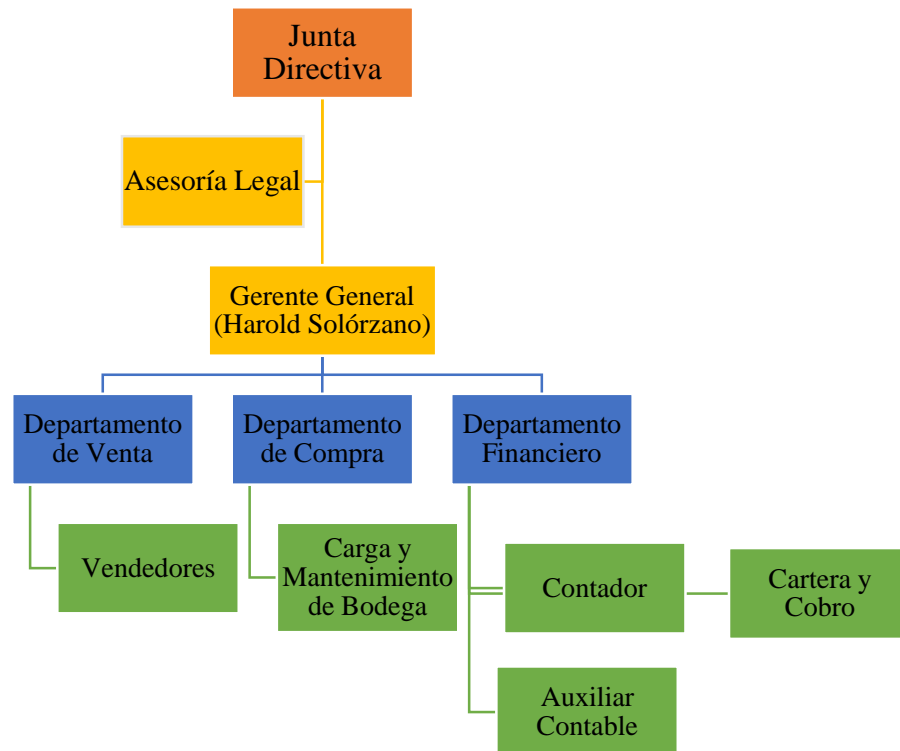 Junta
Directiva
Asesoría Legal
Gerente General
(Harold Solórzano)
Departamento
de Venta
Departamento
de Compra
Departamento
Financiero
Vendedores
Carga y
Mantenimiento
de Bodega
Contador
Cartera y
Cobro
Auxiliar
Contable